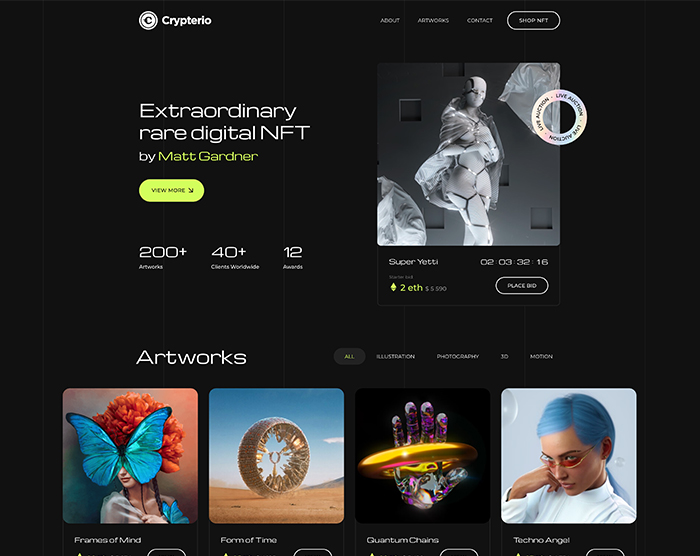 Crypterio
ABOUT
ARTWORKS
CONTACT
SHOP NFT
Extraordinary
rare digital NFT
by Matt Gardner
VIEW MORE
200+
Artworks
40+
Clients Worldwide
12
Awards
LIVE AUCTION • LIVE AUCTION • LIVE AUCTION •
Super Yetti
02 : 03 : 32 : 16
Starter bid
2 eth $ 5 590
PLACE BID
Artworks
ALL
ILLUSTRATION
PHOTOGRAPHY
3D
MOTION
Frames of Mind
Form of Time
Quantum Chains
Techno Angel